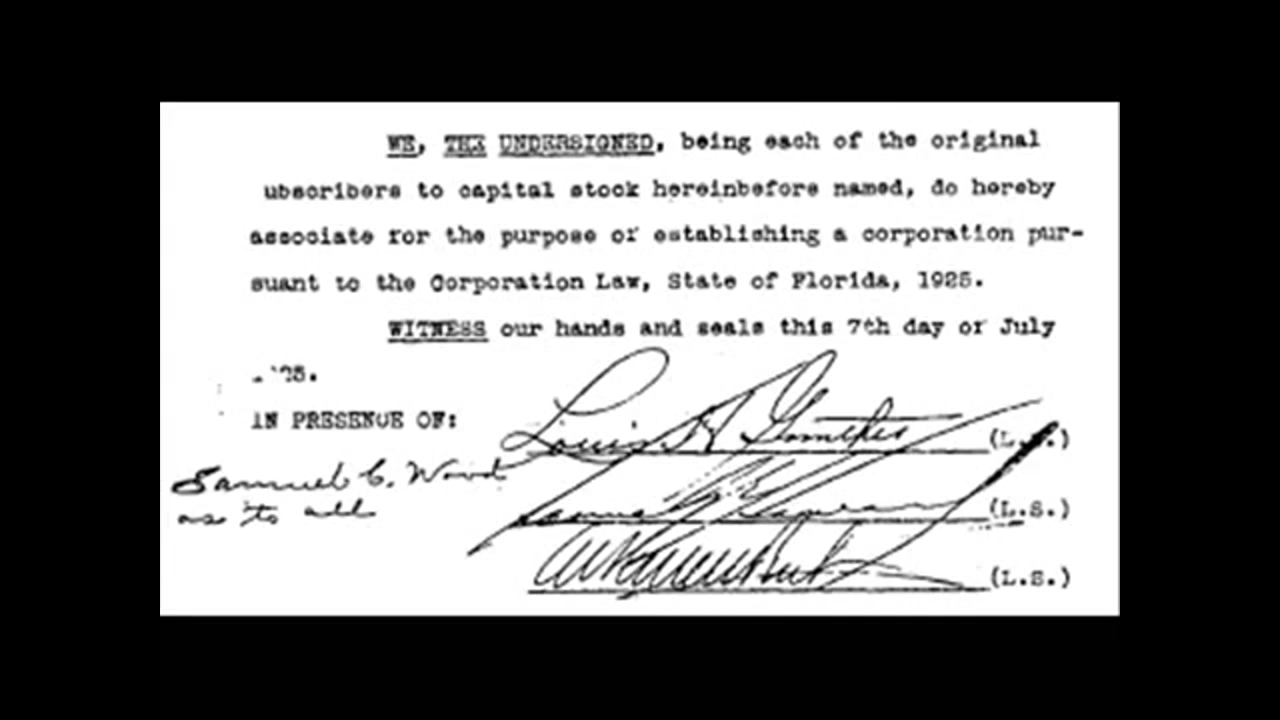 WE, THE UNDERSIGNED, being each of the original
ubscribers to capital stock hereinbefore named, do hereby
associate for the purpose of establishing a corporation pur-
suant to the Corporation Law, State of Florida, 1925.
WITNESS our hands and seals this 7th day of July
25.
IN PRESENCE OF:
Louis A (L.S.)
Samuel C. Ward
as to all
(L.S.)
(L.S.)